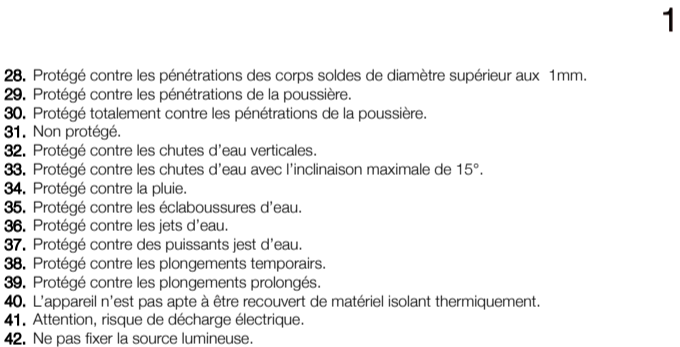 1
28. Protégé contre les pénétrations des corps soldes de diamètre supérieur aux 1mm.
29. Protégé contre les pénétrations de la poussière.
30. Protégé totalement contre les pénétrations de la poussière.
31. Non protégé.
32. Protégé contre les chutes d'eau verticales.
33. Protégé contre les chutes d'eau avec l'inclinaison maximale de 15°.
34. Protégé contre la pluie.
35. Protégé contre les éclaboussures d'eau.
36. Protégé contre les jets d'eau.
37. Protégé contre des puissants jest d'eau.
38. Protégé contre les plongements temporairs.
39. Protégé contre les plongements prolongés.
40. L'appareil n'est pas apte à être recouvert de matériel isolant thermiquement.
41. Attention, risque de décharge électrique.
42. Ne pas fixer la source lumineuse.